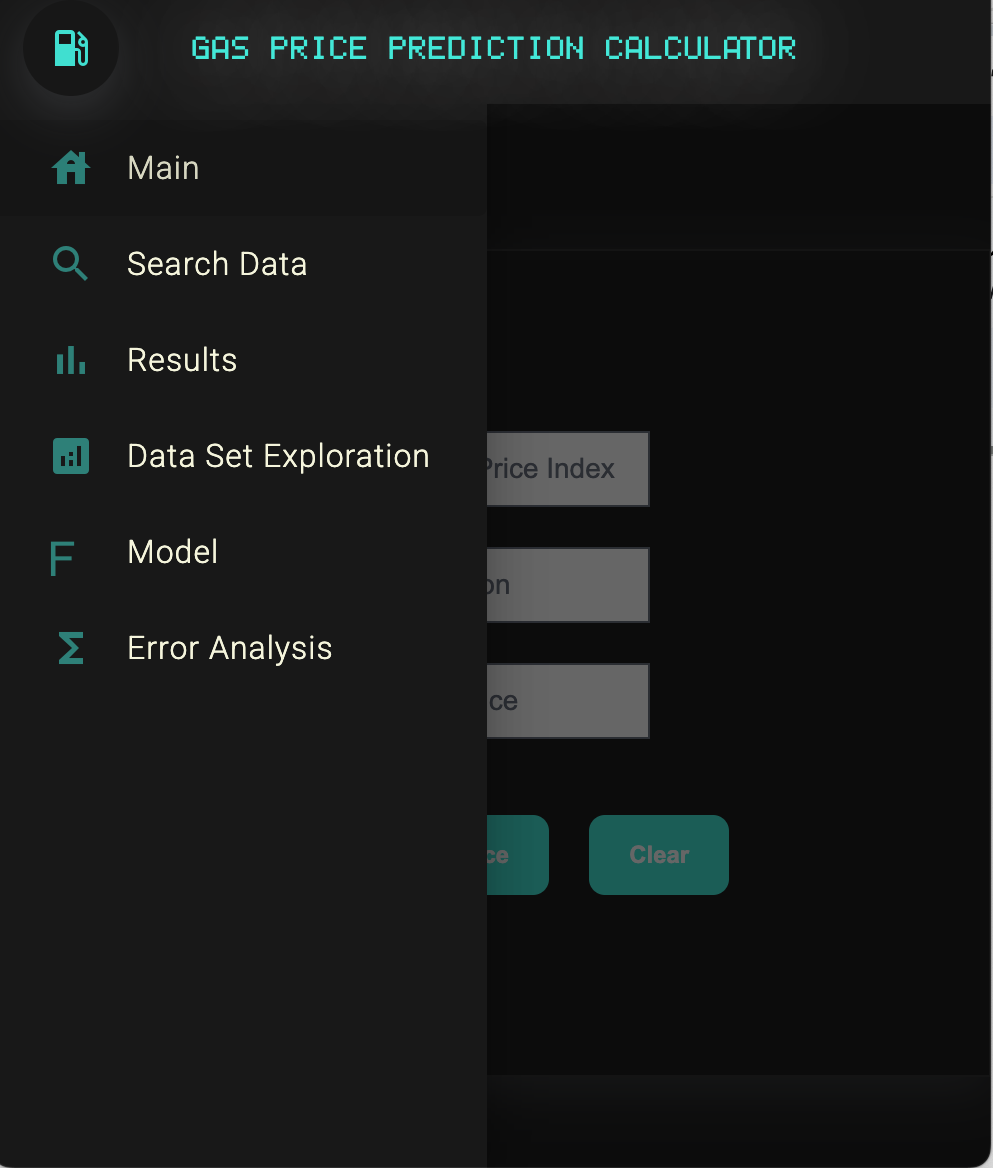 GAS PRICE PREDICTION CALCULATOR
Main
Search Data
Results
Data Set Exploration
F Model
Error Analysis
Price Index
on
ce
ce
Clear